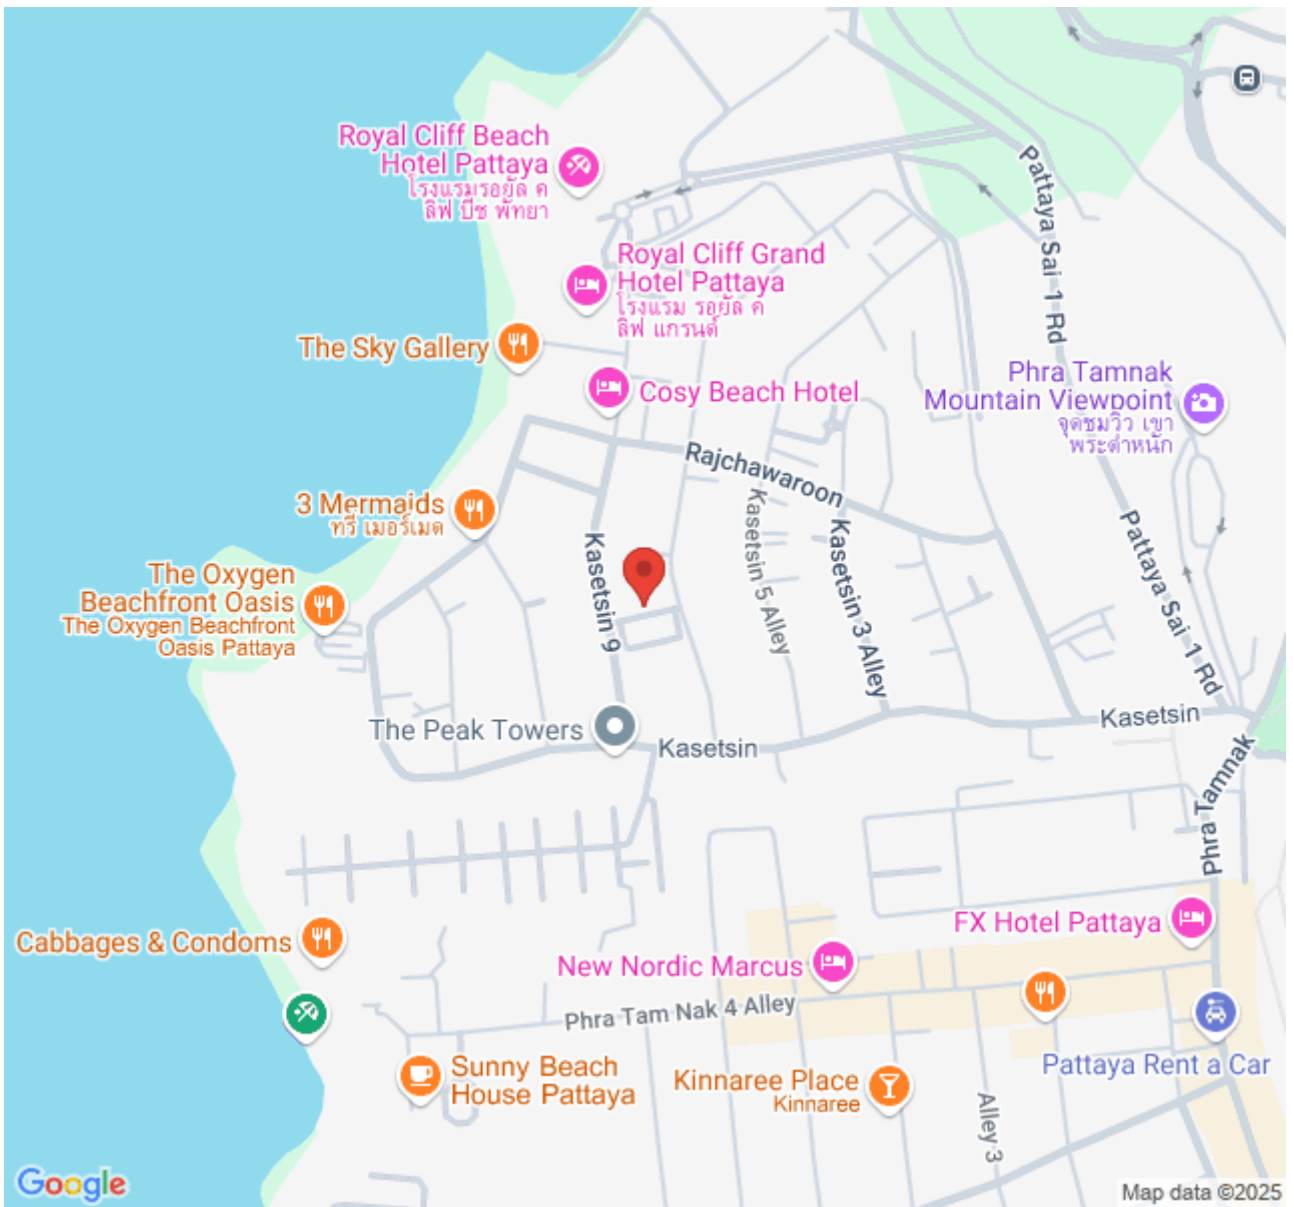 Royal Cliff Beach
Hotel Pattaya
โรงแรมรอยัล ค
ลิฟ บีช พัทยา
Pattaya Sai 1 Rd
Royal Cliff Grand
Hotel Pattaya
โรงแรม รอยัล ค
ลิฟ แกรนด์
The Sky Gallery
Cosy Beach Hotel
Phra Tamnak
Mountain Viewpoint
จุดชมวิว เขา
พระตำหนัก
Rajchawaroon
3 Mermaids
ทรี เมอร์เมด
Kasetsin 9
Kasetsin 5 Alley
Kasetsin 3 Alley
Pattaya Sai 1 Rd
The Oxygen
Beachfront Oasis
The Oxygen Beachfront
Oasis Pattaya
The Peak Towers
Kasetsin
Kasetsin
Phra Tamnak
Cabbages & Condoms
FX Hotel Pattaya
New Nordic Marcus
Phra Tam Nak 4 Alley
Pattaya Rent a Car
Sunny Beach
House Pattaya
Kinnaree Place
Kinnaree
Alley 3
Google
Map data ©2025